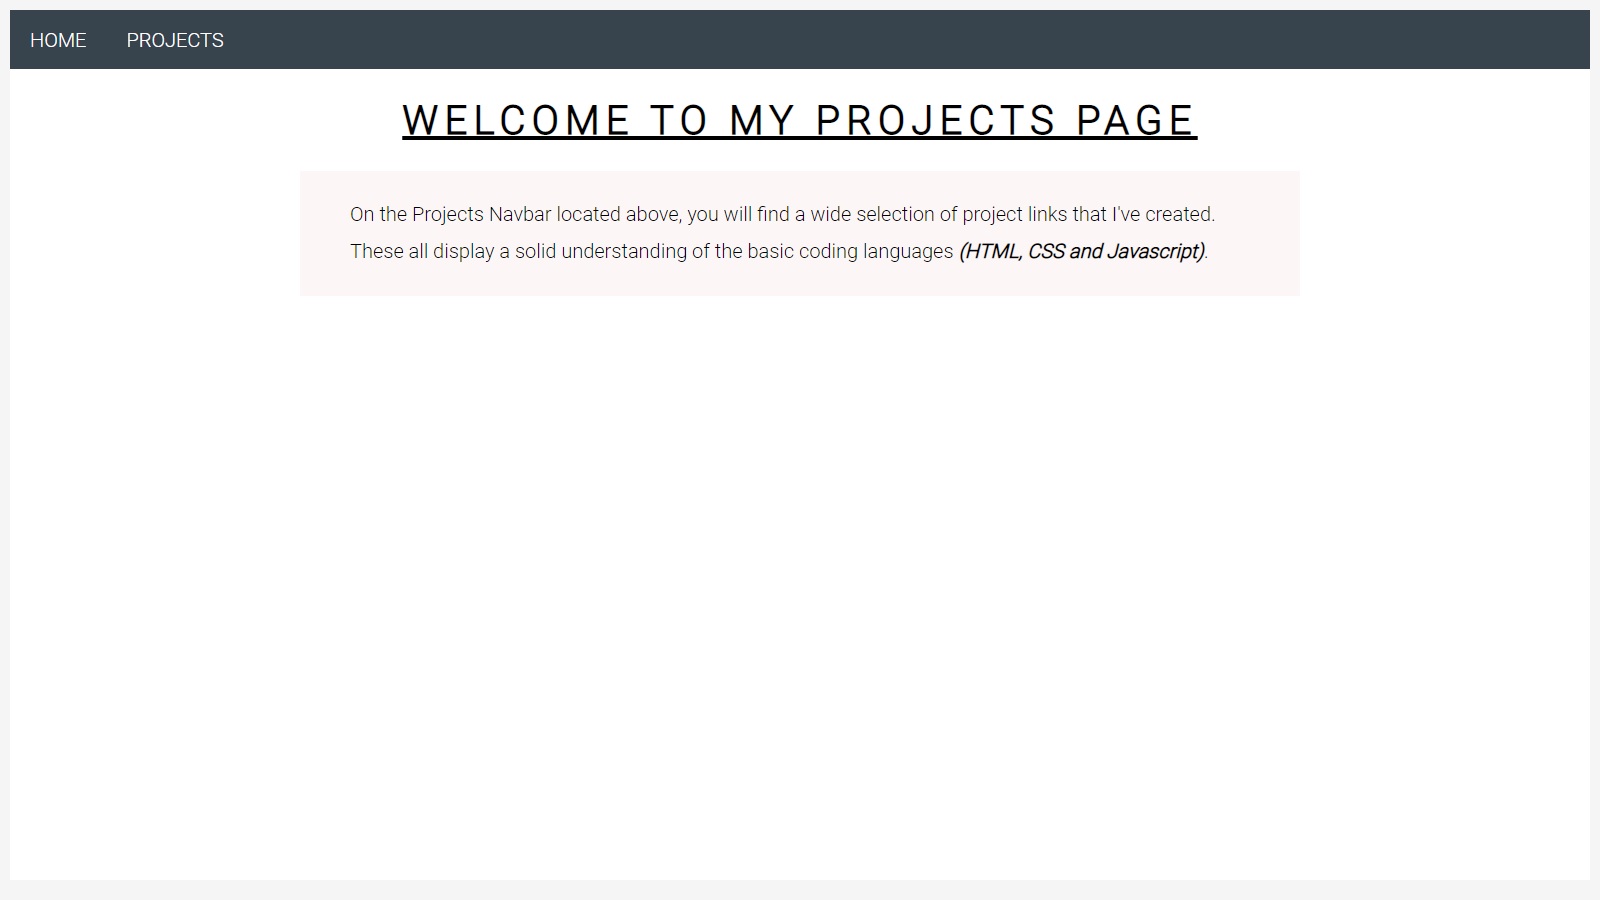 HOME PROJECTS
WELCOME TO MY PROJECTS PAGE
On the Projects Navbar located above, you will find a wide selection of project links that I've created.
These all display a solid understanding of the basic coding languages (HTML, CSS and Javascript).